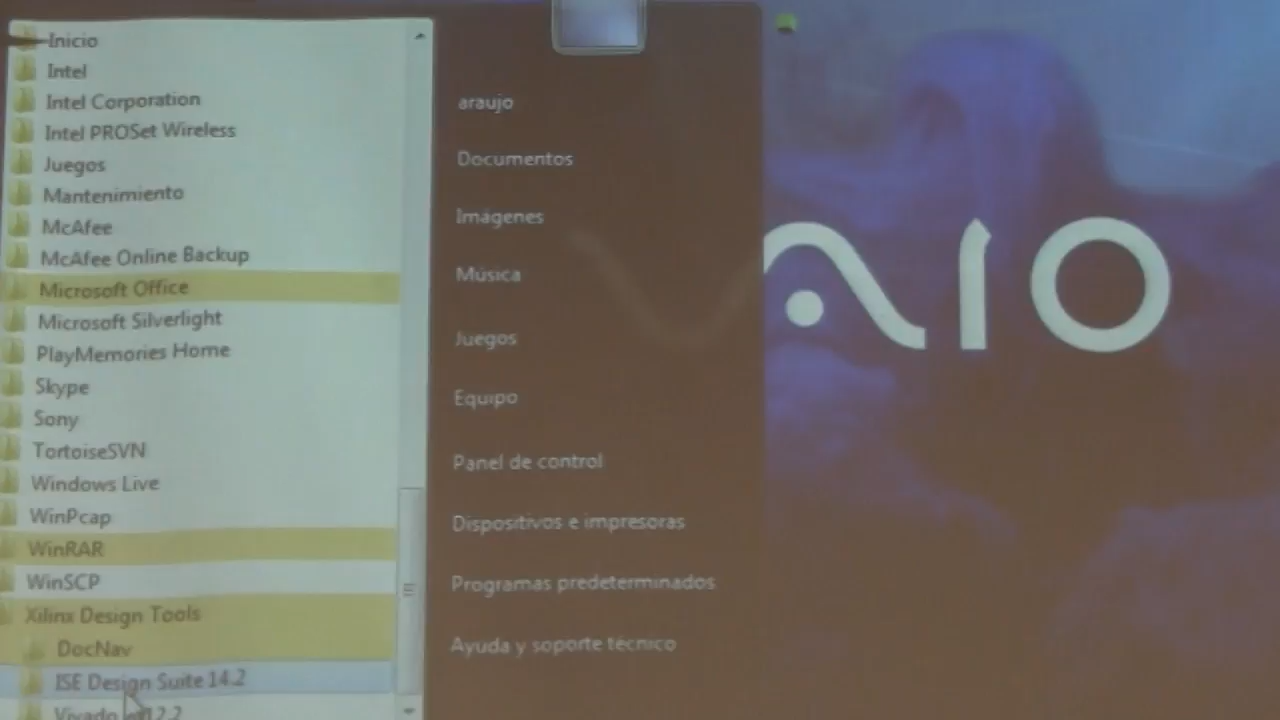 Inicio
Intel
Intel Corporation
Intel PROSet Wireless
Juegos
Mantenimiento
McAfee
McAfee Online Backup
Microsoft Office
Microsoft Silverlight
PlayMemories Home
Skype
Sony
TortoiseSVN
Windows Live
WinPcap
WinRAR
WinSCP
Xilinx Design Tools
DocNav
ISE Design Suite 14.2
Vivado
araujo
Documentos
Imágenes
Música
Juegos
Equipo
Panel de control
Dispositivos e impresoras
Programas predeterminados
Ayuda y soporte técnico
VAIO